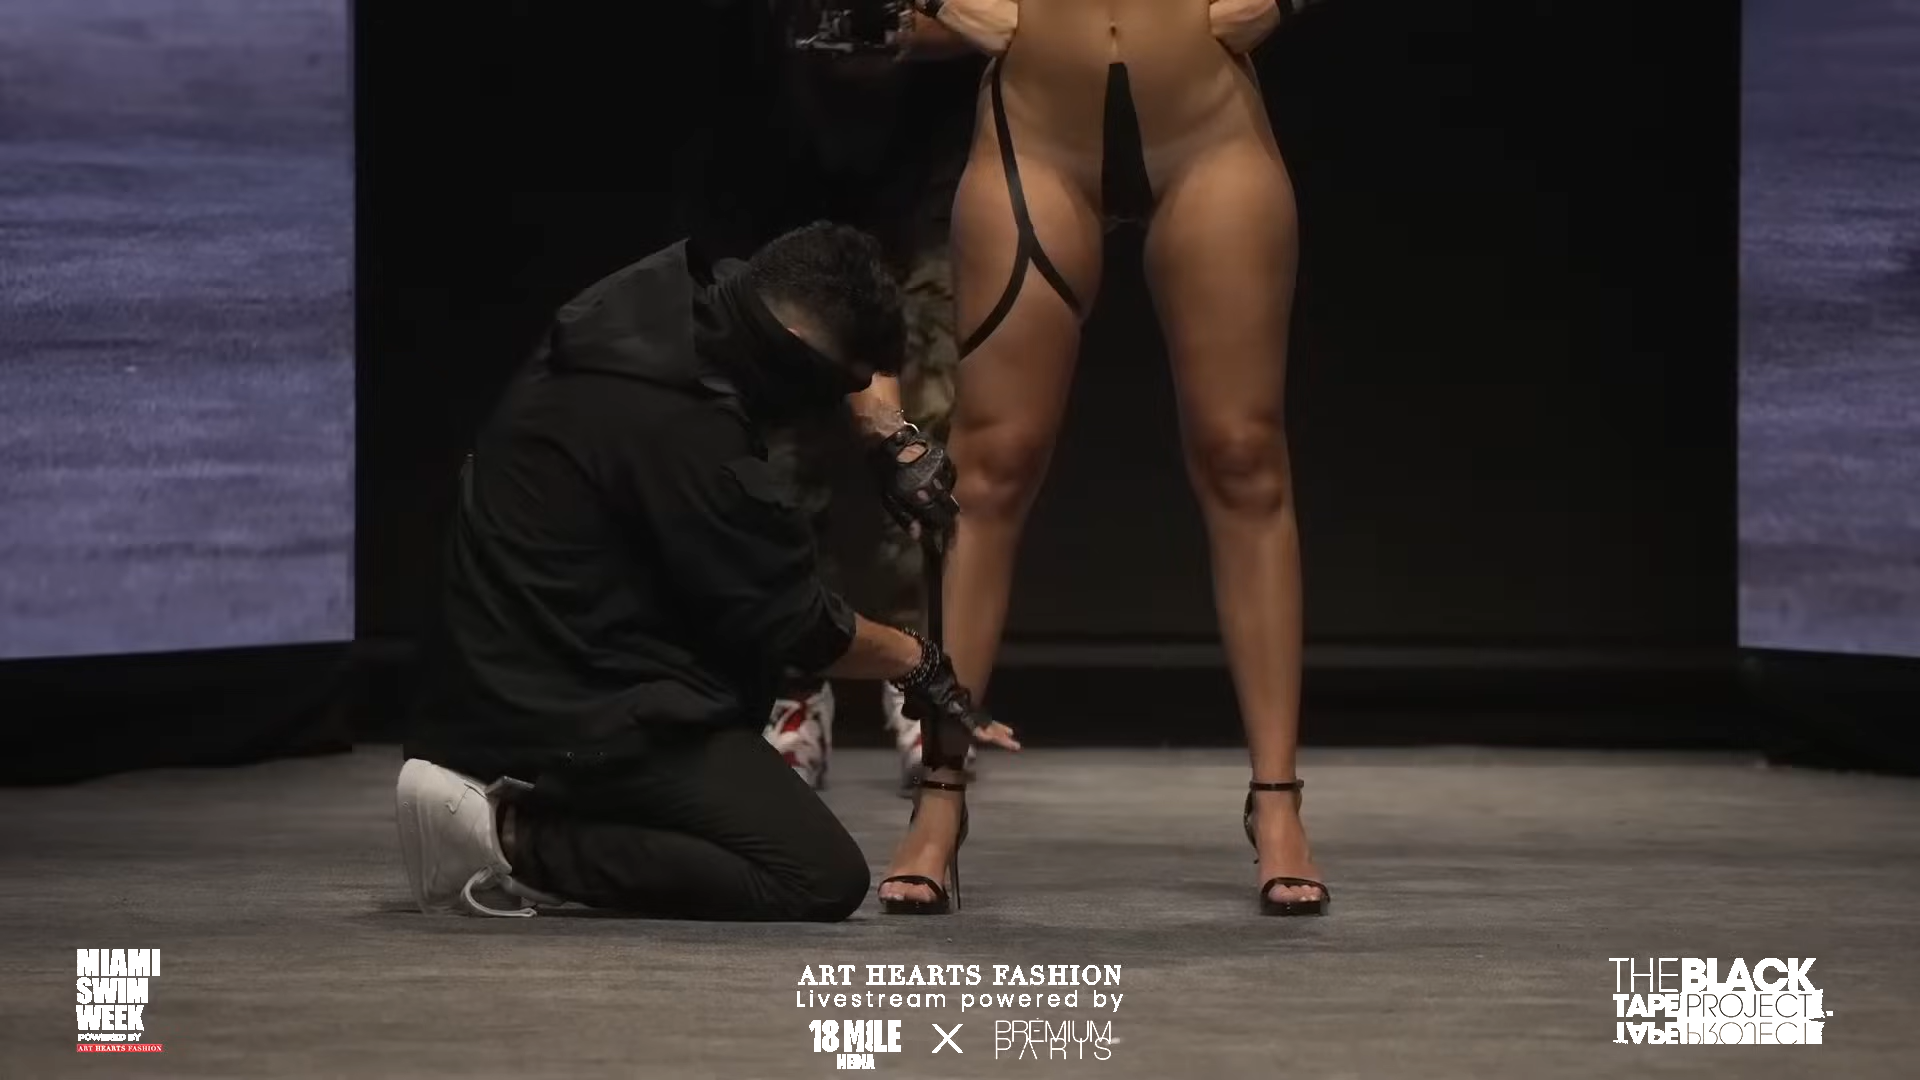 MIAMI
SWIM
WEEK
POWERED BY
ART HEARTS FASHION
ART HEARTS FASHION
Livestream powered by
18 MILE
MEDIA
X
PREMIUM
PARIS
THE BLACK
TAPE PROJECT.